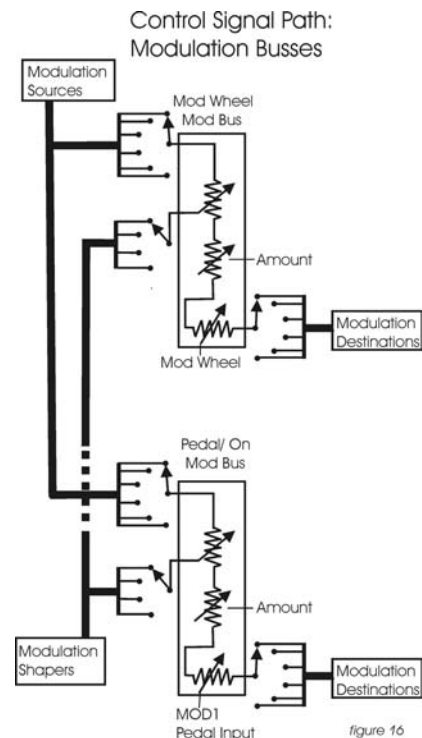 Control Signal Path:
Modulation Busses
Modulation
Sources
Mod Wheel
Mod Bus
Amount
Mod Wheel
Modulation
Destinations
Pedal/ On
Mod Bus
Amount
Modulation
Shapers
MOD1
Pedal Input
Modulation
Destinations
figure 16